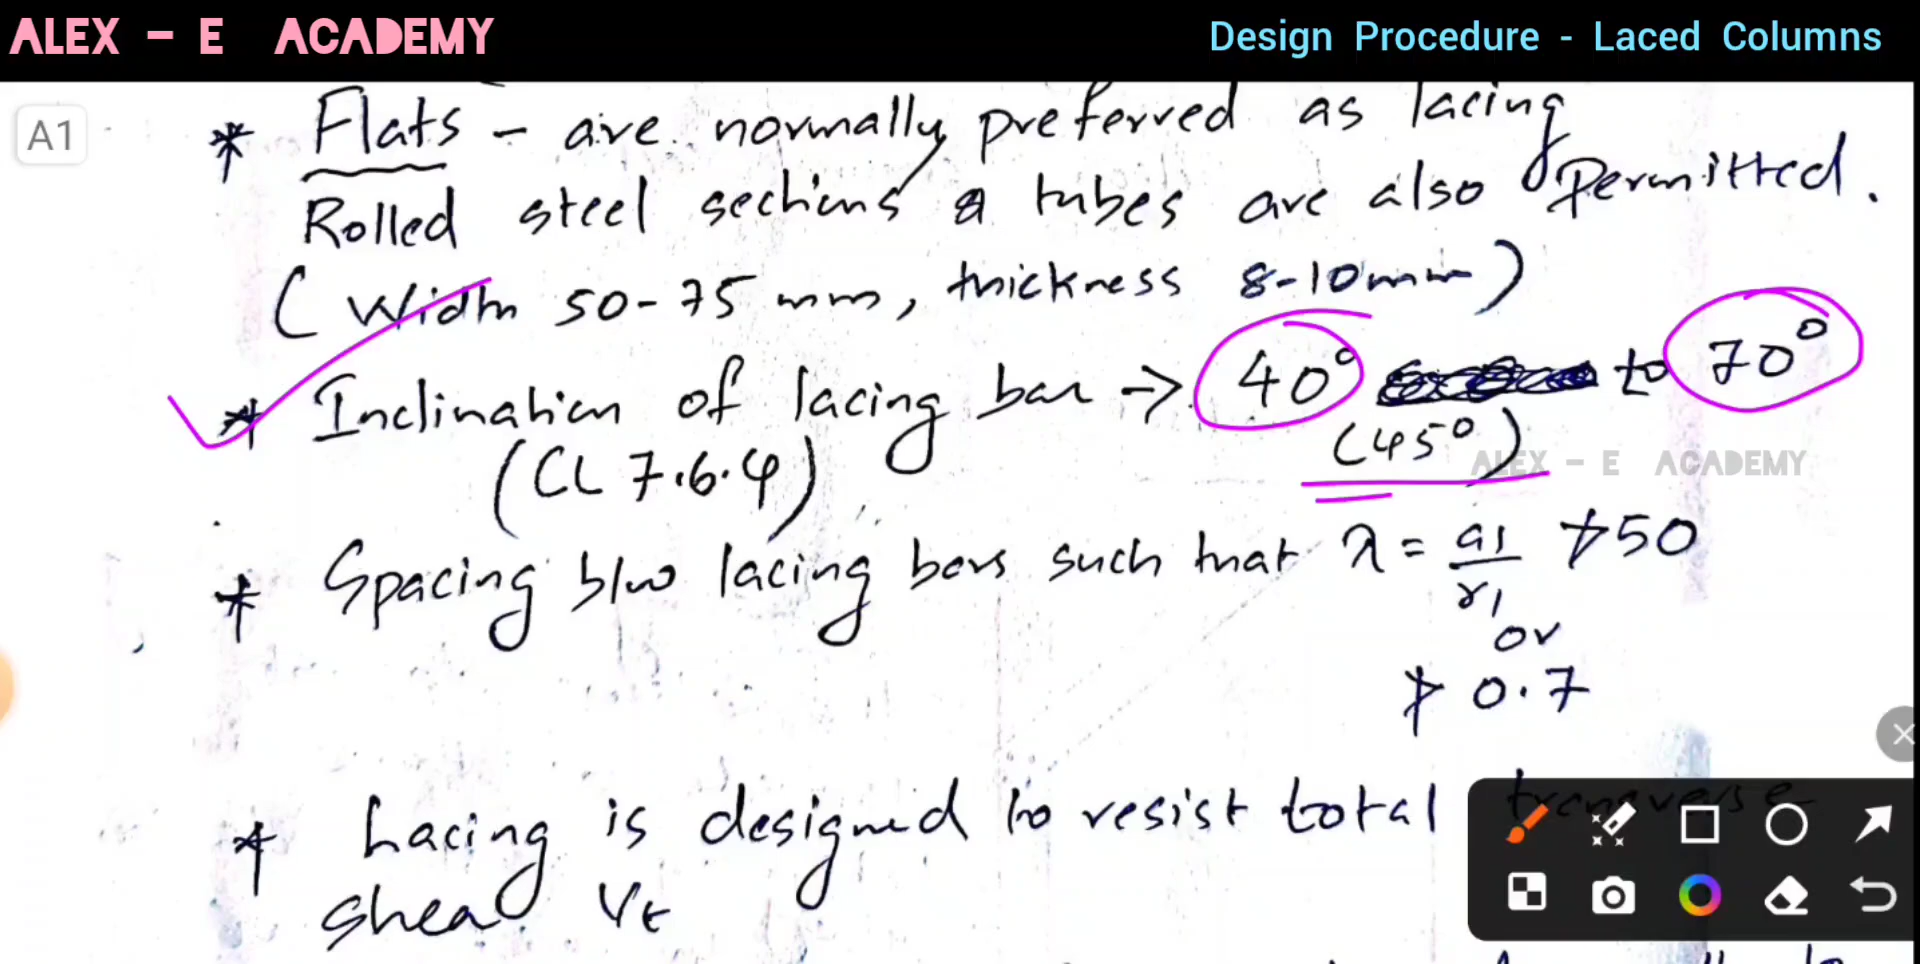 ALEX - E ACADEMY
Design Procedure - Laced Columns
A1
* Flats - are normally preferred as lacing
Rolled steel sections & tubes are also permitted.
( Width 50-75 mm, thickness 8-10mm )
* Inclination of lacing bar → 40° to 70°
(CL 7.6.4) (45°)
ALEX - E ACADEMY
* Spacing b/w lacing bars such that λ = a1/r1 ≯ 50
or
≯ 0.7
* Lacing is designed to resist total transverse
shear Vt